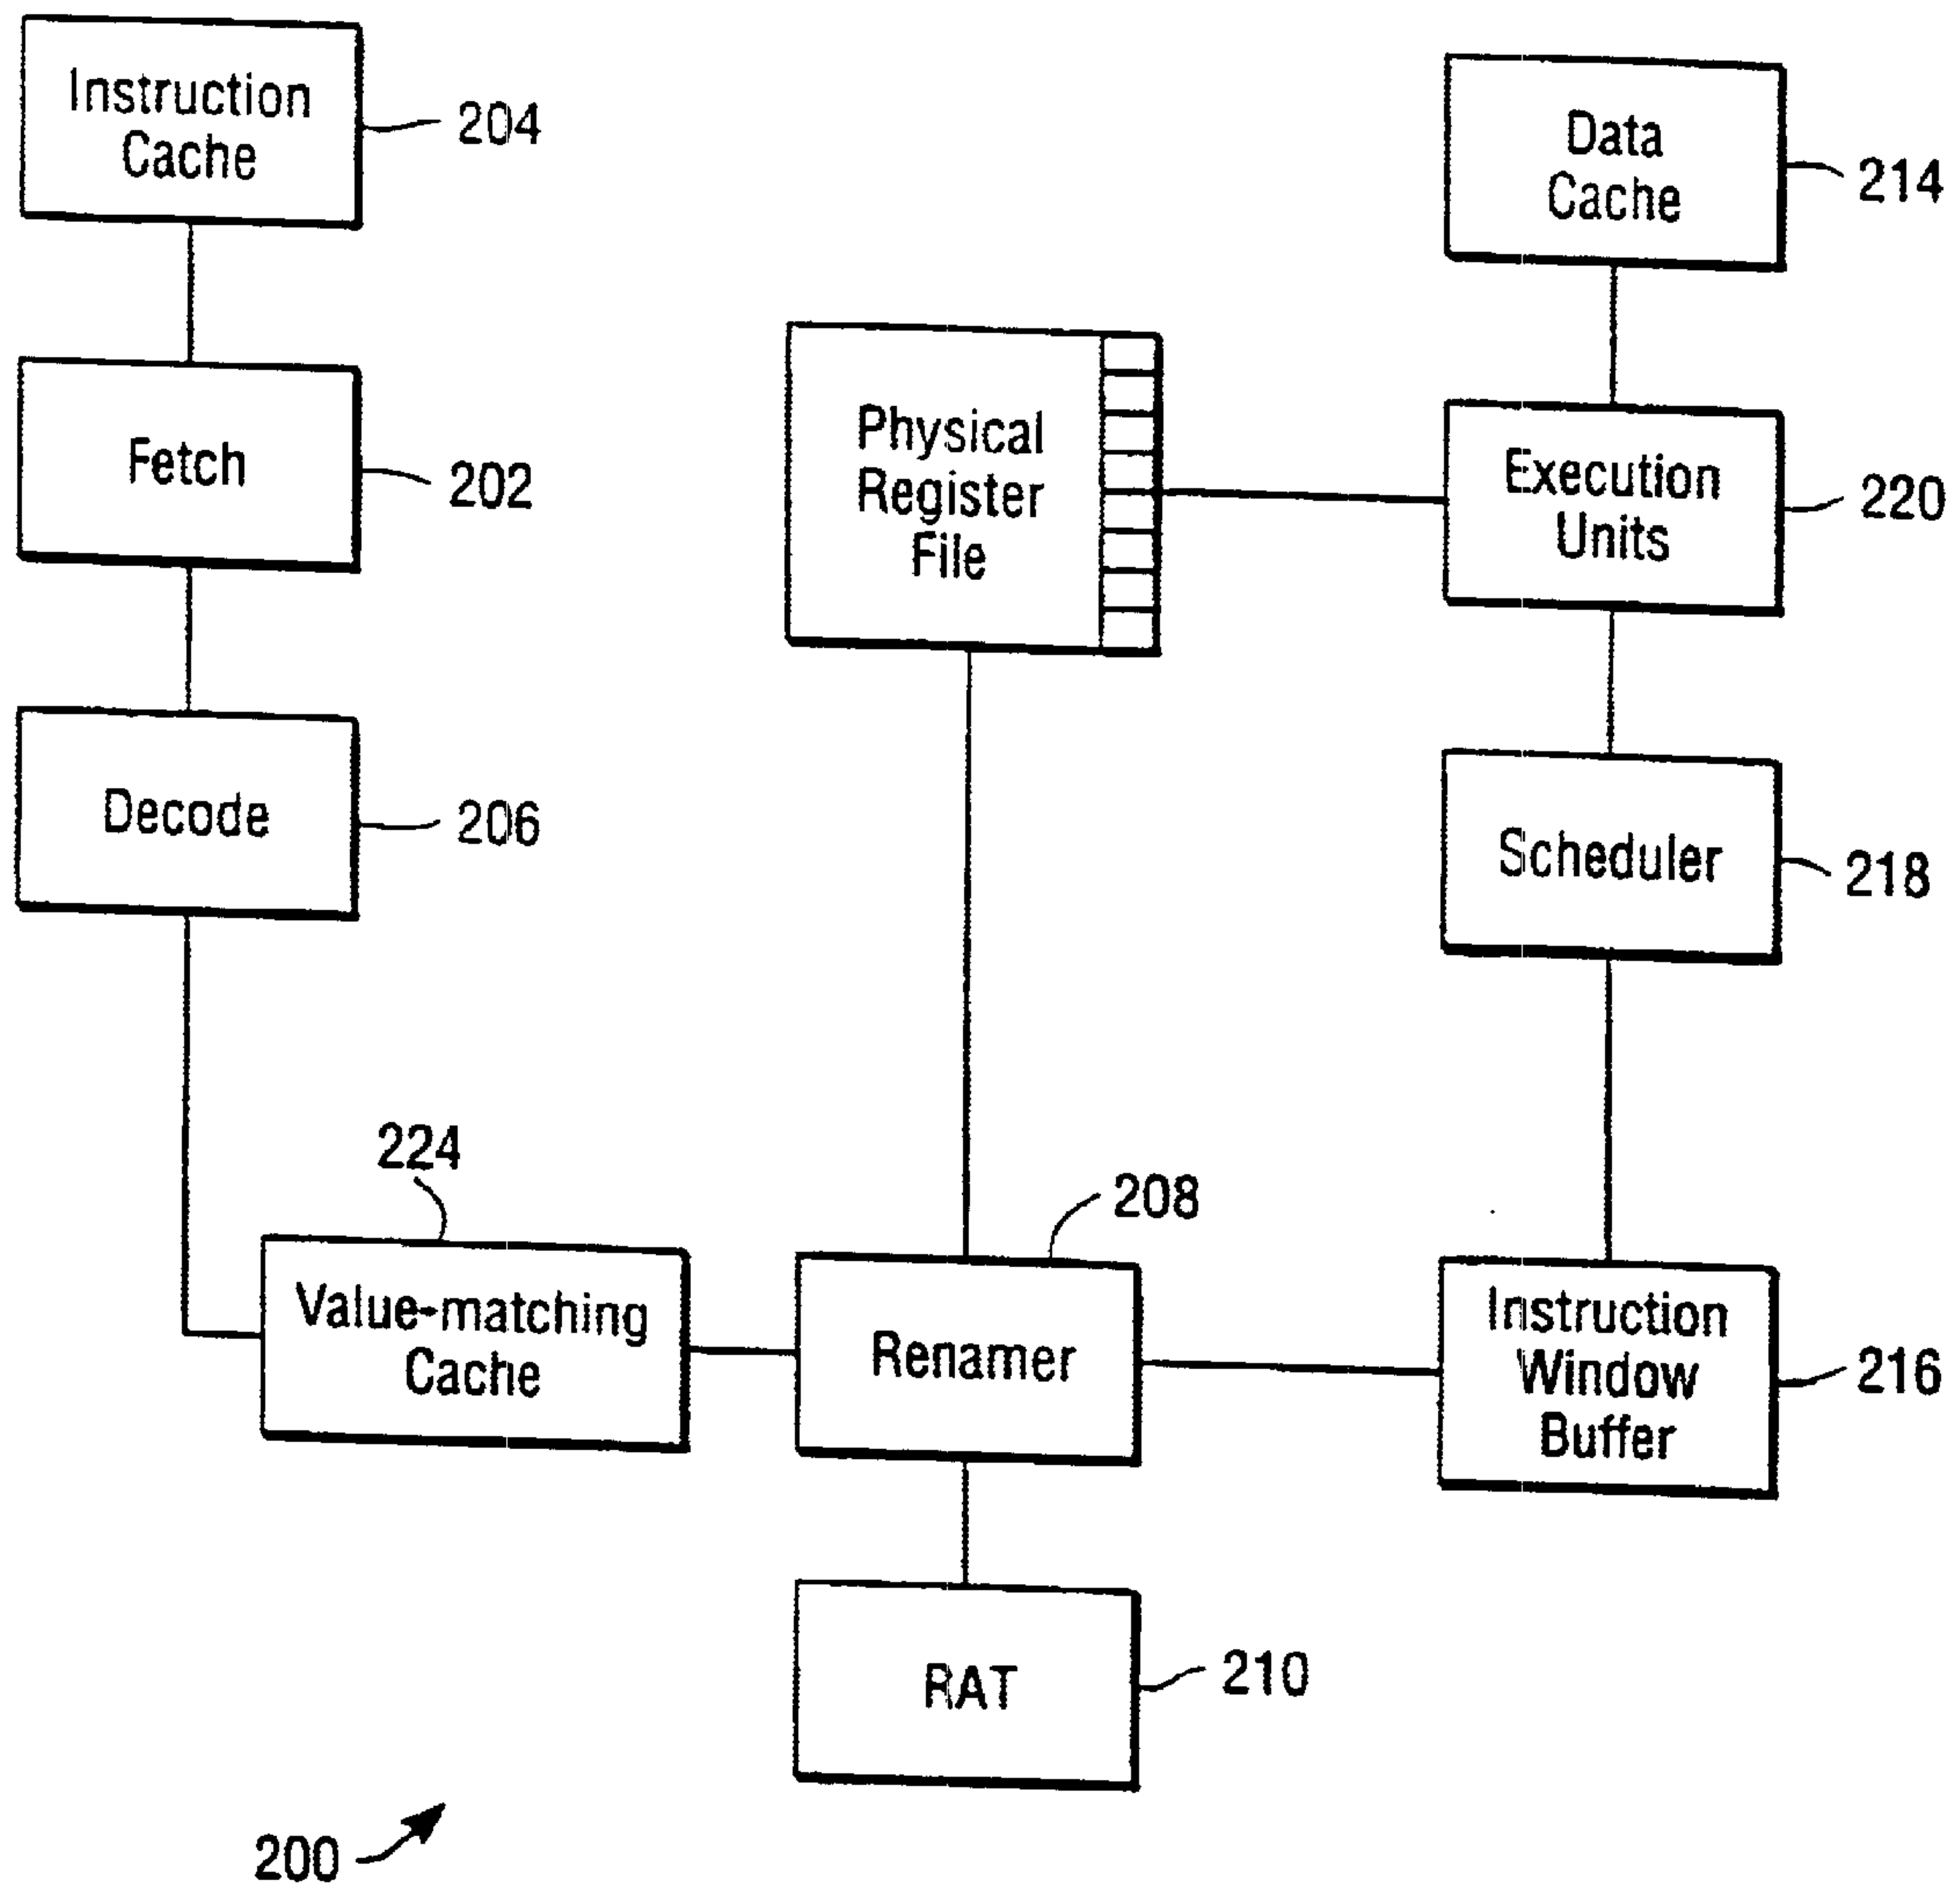 Instruction
Cache
204
Fetch
202
Decode
206
224
Value-matching
Cache
Physical
Register
File
208
Renamer
RAT
210
Data
Cache
214
Execution
Units
220
Scheduler
218
Instruction
Window
Buffer
216
200